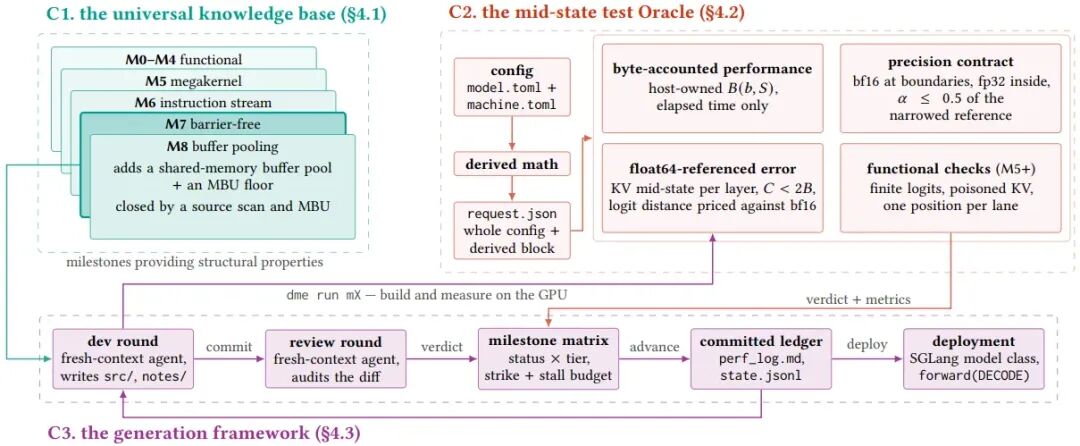 C1. the universal knowledge base (§4.1)
M0–M4 functional
M5 megakernel
M6 instruction stream
M7 barrier-free
M8 buffer pooling
adds a shared-memory buffer pool
+ an MBU floor
closed by a source scan and MBU
milestones providing structural properties
C2. the mid-state test Oracle (§4.2)
config
model.toml +
machine.toml
derived math
request.json
whole config +
derived block
byte-accounted performance
host-owned B(b, S),
elapsed time only
precision contract
bf16 at boundaries, fp32 inside,
α ≤ 0.5 of the
narrowed reference
float64-referenced error
KV mid-state per layer, C < 2B,
logit distance priced against bf16
functional checks (M5+)
finite logits, poisoned KV,
one position per lane
dme run mX — build and measure on the GPU
verdict + metrics
dev round
fresh-context agent,
writes src/, notes/
commit
review round
fresh-context agent,
audits the diff
verdict
milestone matrix
status × tier,
strike + stall budget
advance
committed ledger
perf_log.md,
state.jsonl
deploy
deployment
SGLang model class,
forward(DECODE)
C3. the generation framework (§4.3)